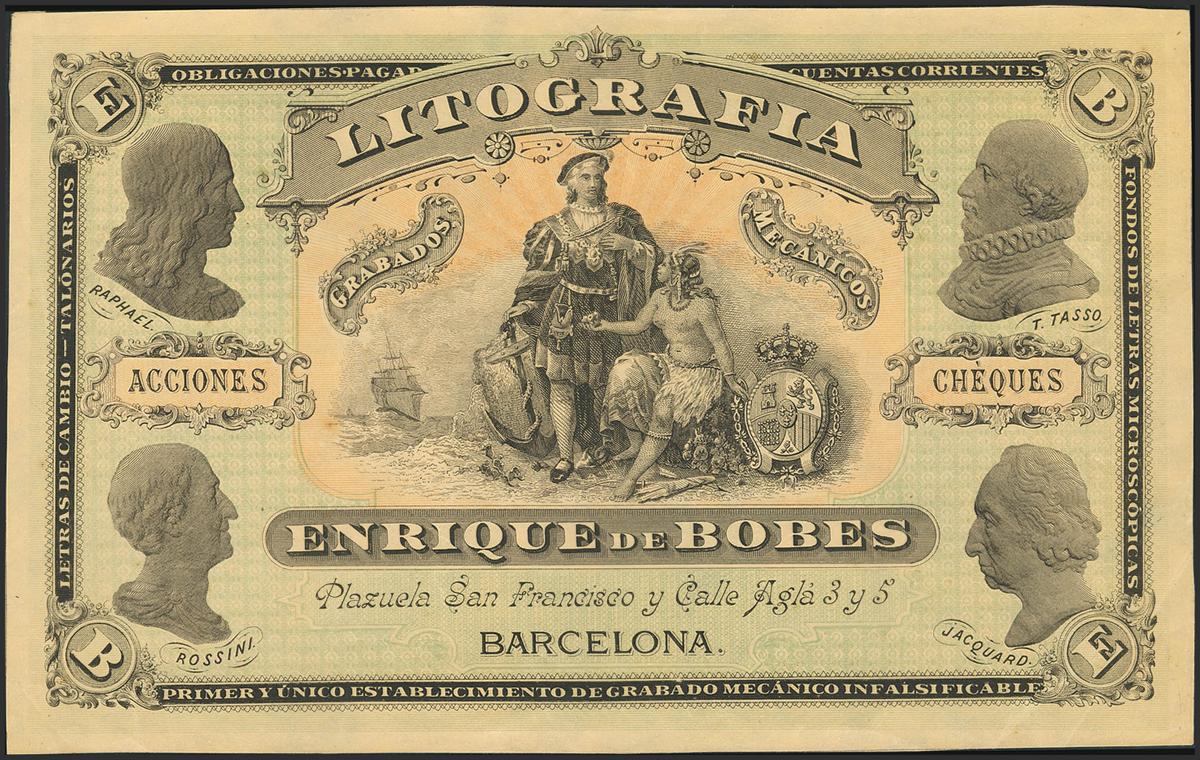 OBLIGACIONES·PAGAR
CUENTAS CORRIENTES
E
B
LITOGRAFIA
GRABADOS
MECÁNICOS
RAPHAEL.
T. TASSO.
LETRAS DE CAMBIO — TALONARIOS
FONDOS DE LETRAS MICROSCÓPICAS
ACCIONES
CHÈQUES
ENRIQUE DE BOBES
Plazuela San Francisco y Calle Aglá 3 y 5
BARCELONA.
ROSSINI.
JACQUARD.
B
E
PRIMER Y ÚNICO ESTABLECIMIENTO DE GRABADO MECÁNICO INFALSIFICABLE